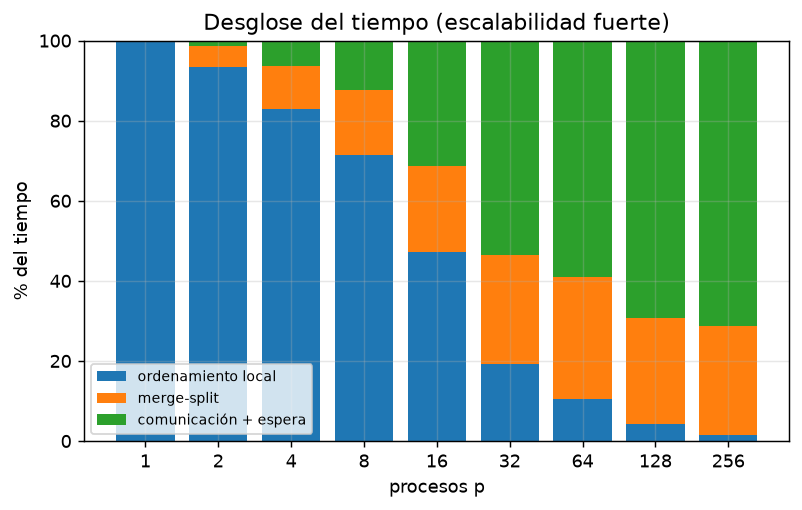 Desglose del tiempo (escalabilidad fuerte)
% del tiempo
100
80
60
40
20
0
ordenamiento local
merge-split
comunicación + espera
1 2 4 8 16 32 64 128 256
procesos p